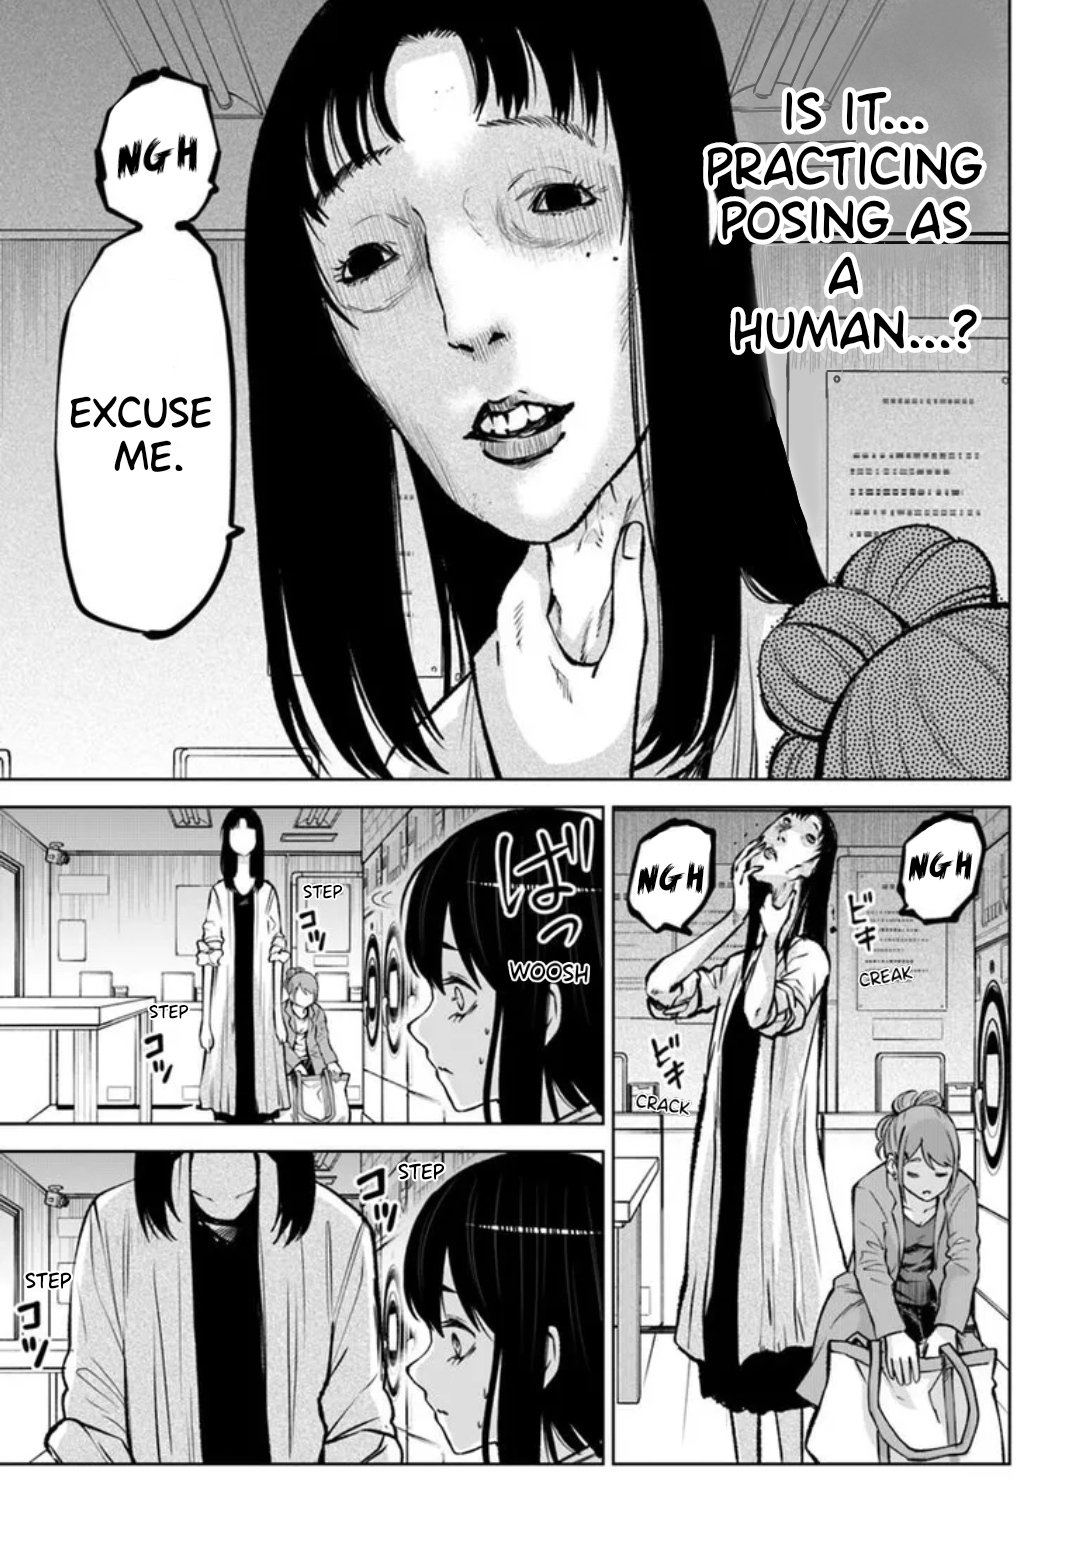 IS IT...
PRACTICING
POSING AS
A
HUMAN...?
NGH
EXCUSE
ME.
NGH
ビキ
CREAK
NGH
ビキ
CRACK
ばっ
WOOSH
STEP
コッ
STEP
コッ
STEP
コッ
STEP
コッ